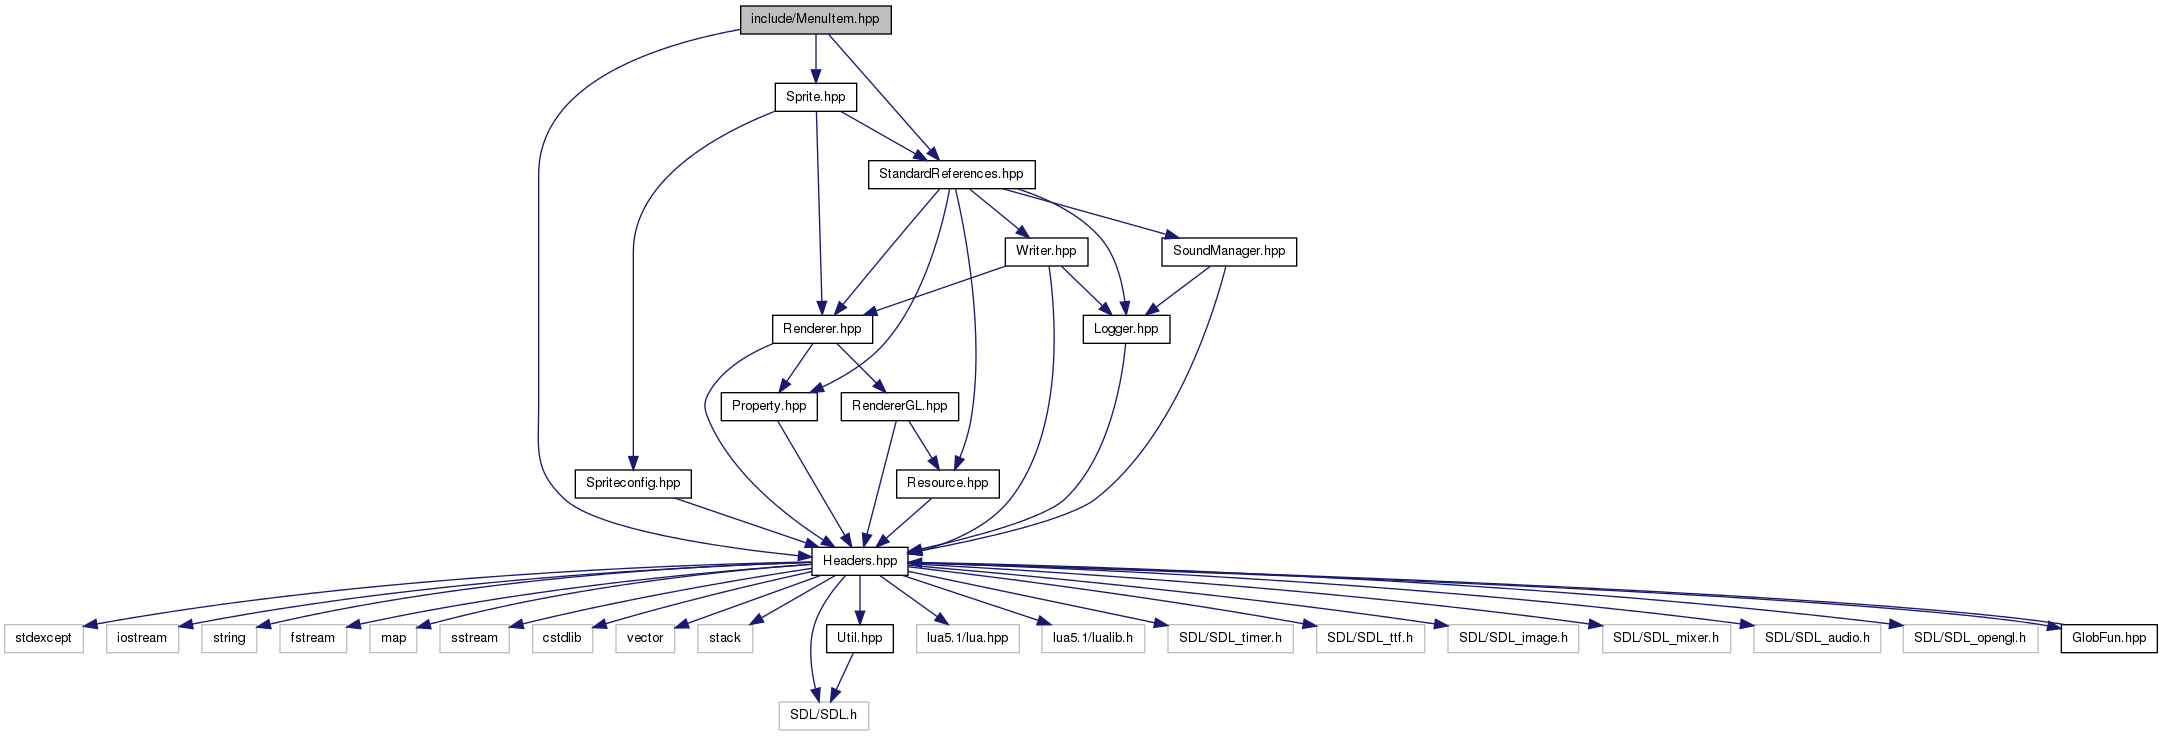 include/MenuItem.hpp
Sprite.hpp
StandardReferences.hpp
Writer.hpp
SoundManager.hpp
Renderer.hpp
Logger.hpp
Property.hpp
RendererGL.hpp
Spriteconfig.hpp
Resource.hpp
Headers.hpp
stdexcept
iostream
string
fstream
map
sstream
cstdlib
vector
stack
Util.hpp
lua5.1/lua.hpp
lua5.1/lualib.h
SDL/SDL_timer.h
SDL/SDL_ttf.h
SDL/SDL_image.h
SDL/SDL_mixer.h
SDL/SDL_audio.h
SDL/SDL_opengl.h
GlobFun.hpp
SDL/SDL.h